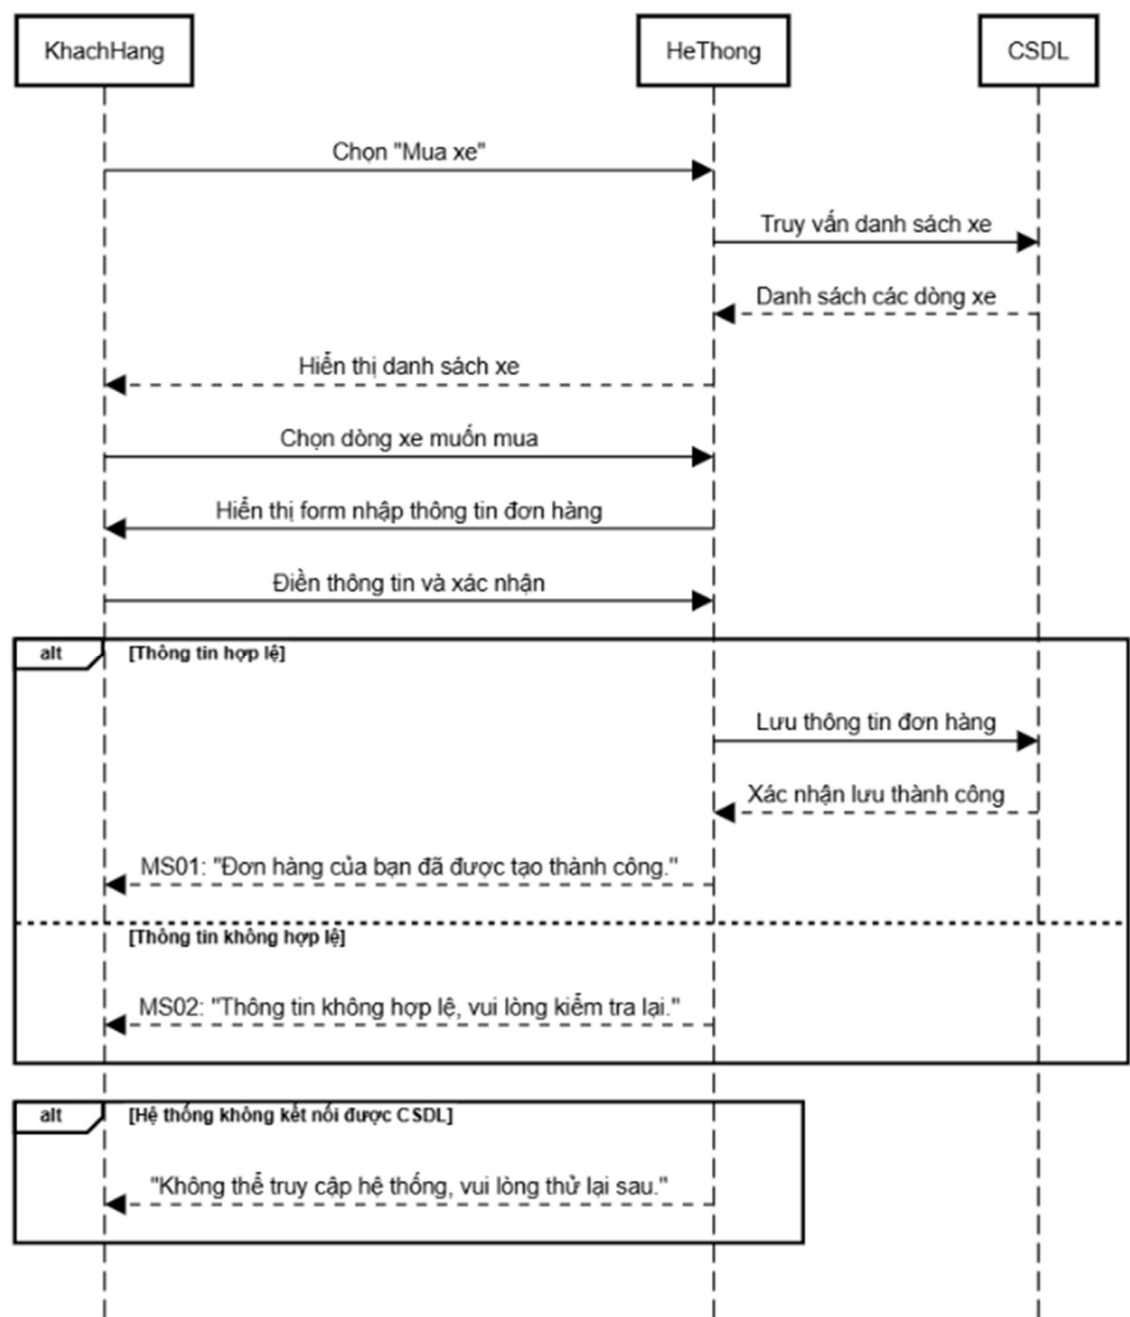 KhachHang HeThong CSDL
Chọn "Mua xe"
Truy vấn danh sách xe
Danh sách các dòng xe
Hiển thị danh sách xe
Chọn dòng xe muốn mua
Hiển thị form nhập thông tin đơn hàng
Điền thông tin và xác nhận
alt [Thông tin hợp lệ]
Lưu thông tin đơn hàng
Xác nhận lưu thành công
MS01: "Đơn hàng của bạn đã được tạo thành công."
[Thông tin không hợp lệ]
MS02: "Thông tin không hợp lệ, vui lòng kiểm tra lại."
alt [Hệ thống không kết nối được CSDL]
"Không thể truy cập hệ thống, vui lòng thử lại sau."